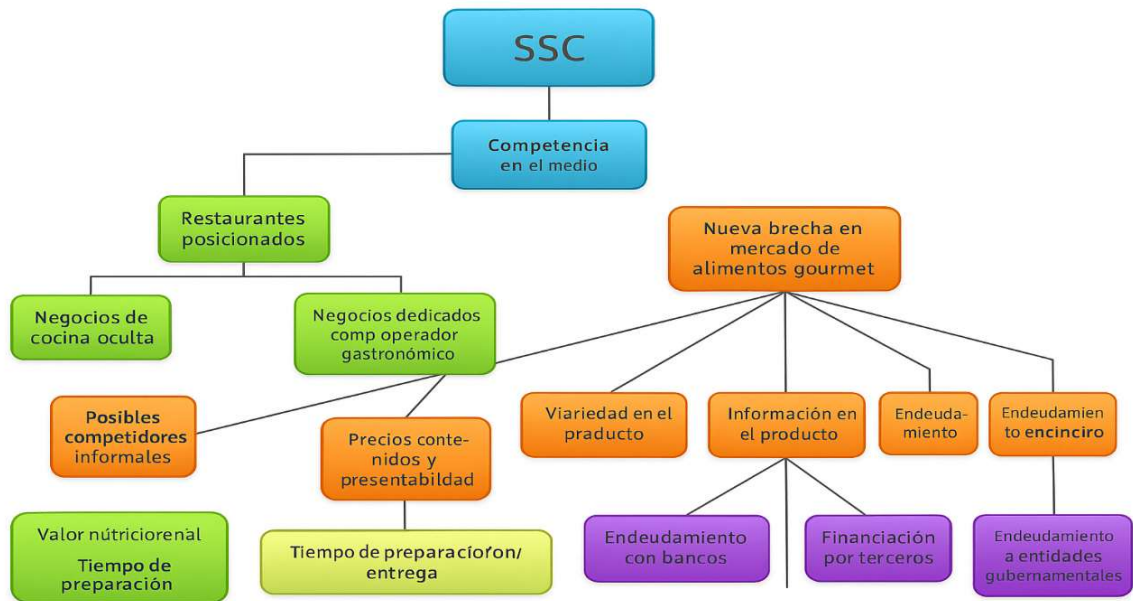 SSC
Competencia
en el medio
Restaurantes
posicionados
Nueva brecha en
mercado de
alimentos gourmet
Negocios de
cocina oculta
Negocios dedicados
comp operador
gastronómico
Posibles
competidores
informales
Precios conte-
nidos y
presentabildad
Viariedad en el
praducto
Información en
el producto
Endeuda-
miento
Endeudamien
to encinciro
Valor nútriciorenal
Tiempo de
preparación
Tiempo de preparacíofon/
entrega
Endeudamiento
con bancos
Financiación
por terceros
Endeudamiento
a entidades
gubernamentales